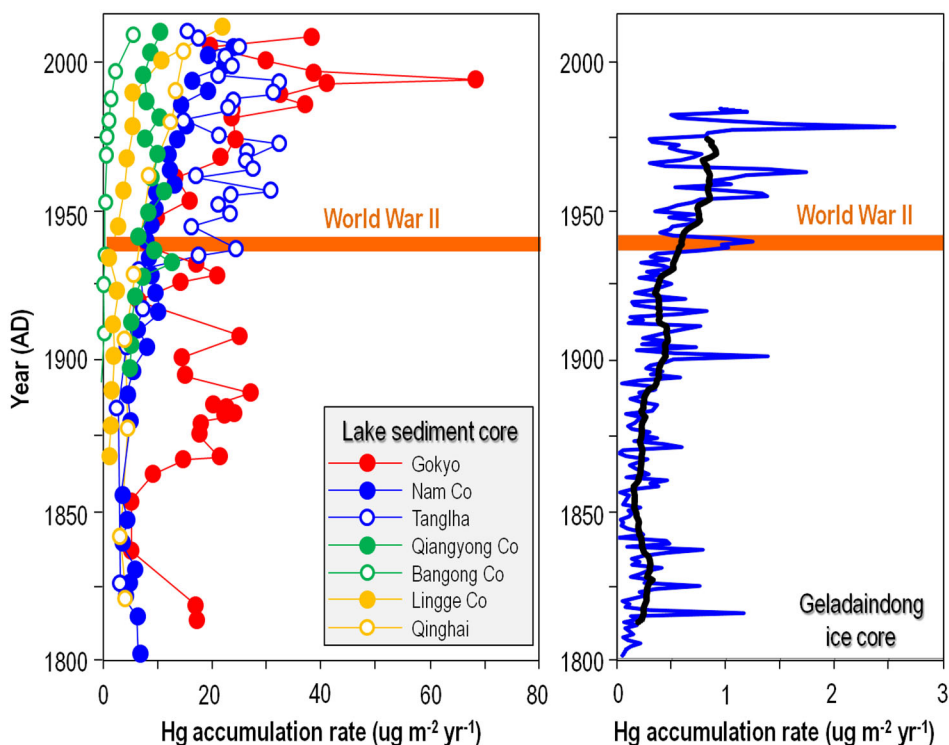 2000
1950
1900
1850
1800
Year (AD)
World War II
Lake sediment core
Gokyo
Nam Co
Tanglha
Qiangyong Co
Bangong Co
Lingge Co
Qinghai
0 20 40 60 80
Hg accumulation rate (ug m⁻² yr⁻¹)
2000
1950
1900
1850
1800
World War II
Geladaindong
ice core
0 1 2 3
Hg accumulation rate (ug m⁻² yr⁻¹)